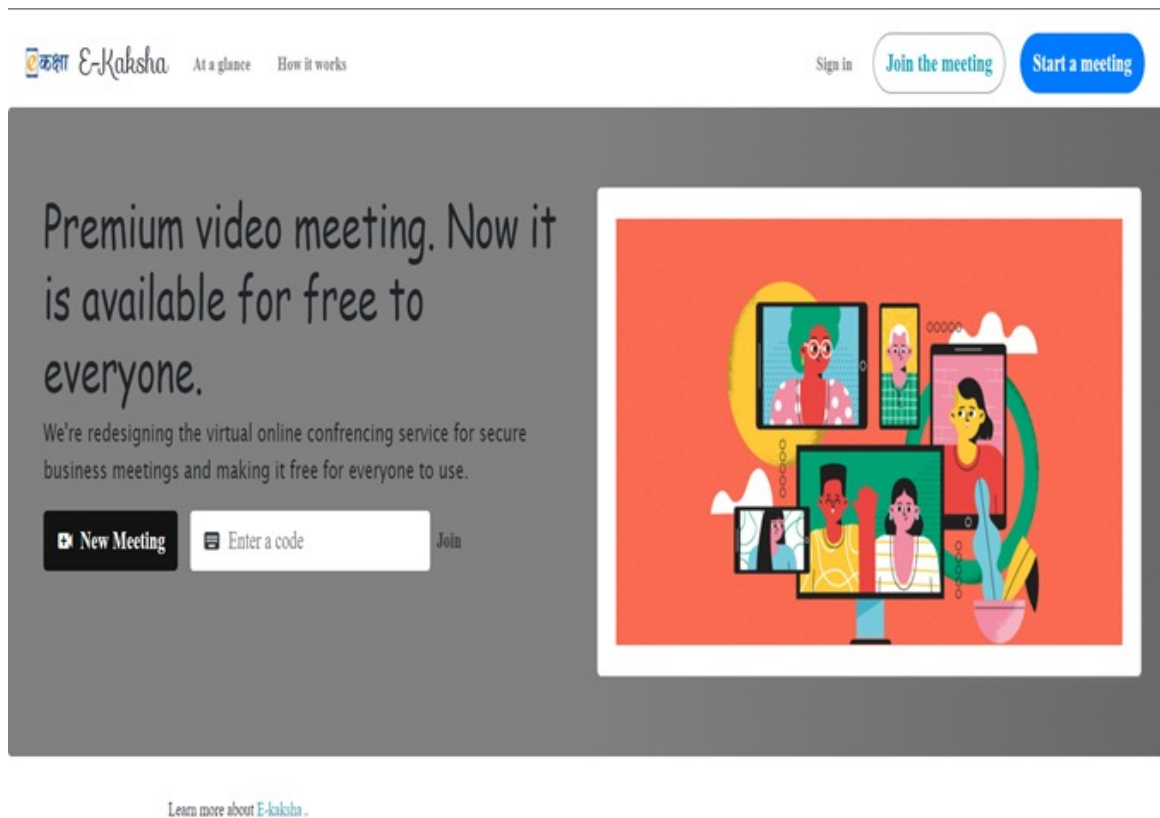 eकक्षा E-Kaksha At a glance How it works Sign in Join the meeting Start a meeting
Premium video meeting. Now it
is available for free to
everyone.
We're redesigning the virtual online confrencing service for secure
business meetings and making it free for everyone to use.
New Meeting Enter a code Join
Learn more about E-kaksha .